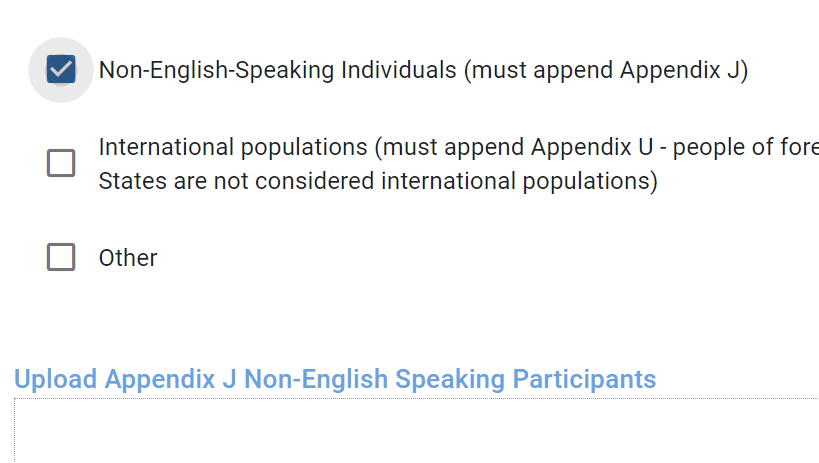 Non-English-Speaking Individuals (must append Appendix J)
International populations (must append Appendix U - people of fore
States are not considered international populations)
Other
Upload Appendix J Non-English Speaking Participants